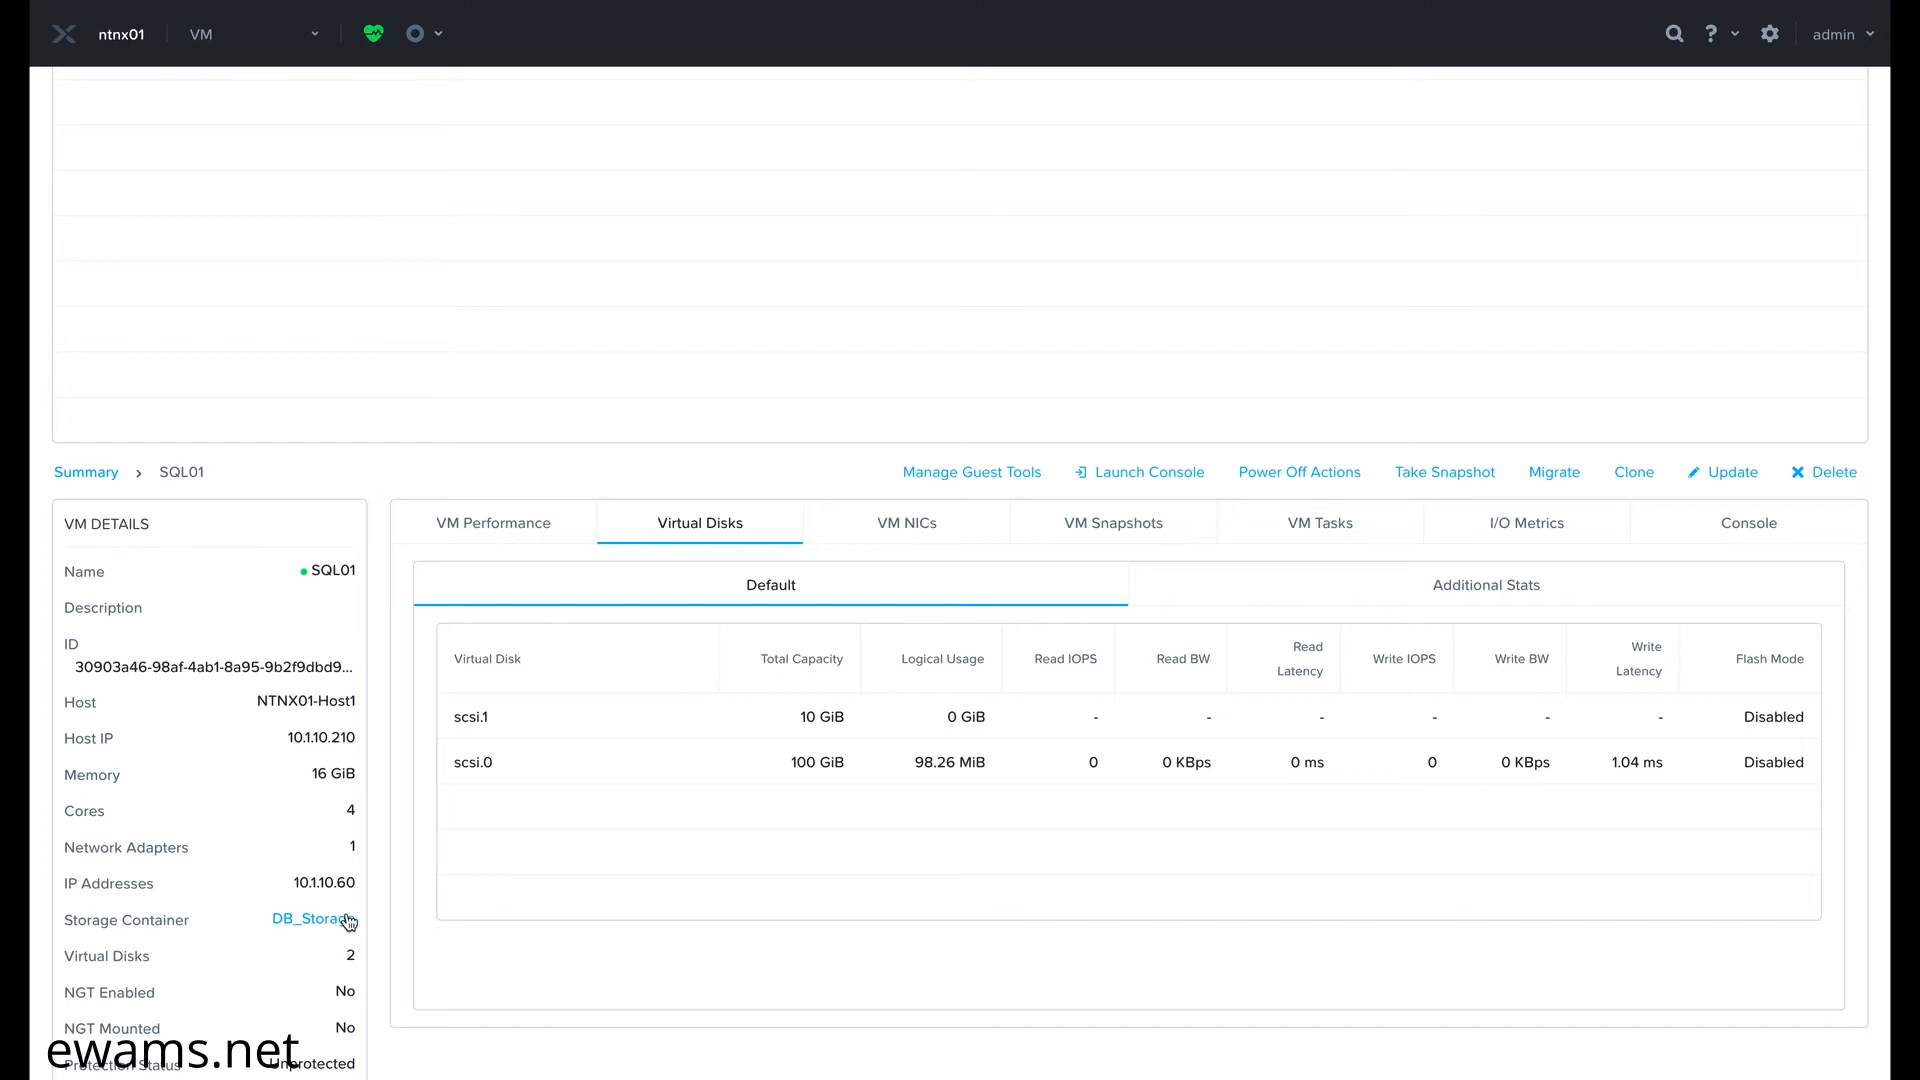 ntnx01 VM ? admin
Summary > SQL01 Manage Guest Tools Launch Console Power Off Actions Take Snapshot Migrate Clone Update Delete
VM DETAILS
Name SQL01
Description
ID
30903a46-98af-4ab1-8a95-9b2f9dbd9...
Host NTNX01-Host1
Host IP 10.1.10.210
Memory 16 GiB
Cores 4
Network Adapters 1
IP Addresses 10.1.10.60
Storage Container DB_Storage
Virtual Disks 2
NGT Enabled No
NGT Mounted No
Protection Status Unprotected
VM Performance Virtual Disks VM NICs VM Snapshots VM Tasks I/O Metrics Console
Default Additional Stats
Virtual Disk Total Capacity Logical Usage Read IOPS Read BW Read Latency Write IOPS Write BW Write Latency Flash Mode
scsi.1 10 GiB 0 GiB - - - - - - Disabled
scsi.0 100 GiB 98.26 MiB 0 0 KBps 0 ms 0 0 KBps 1.04 ms Disabled
ewams.net